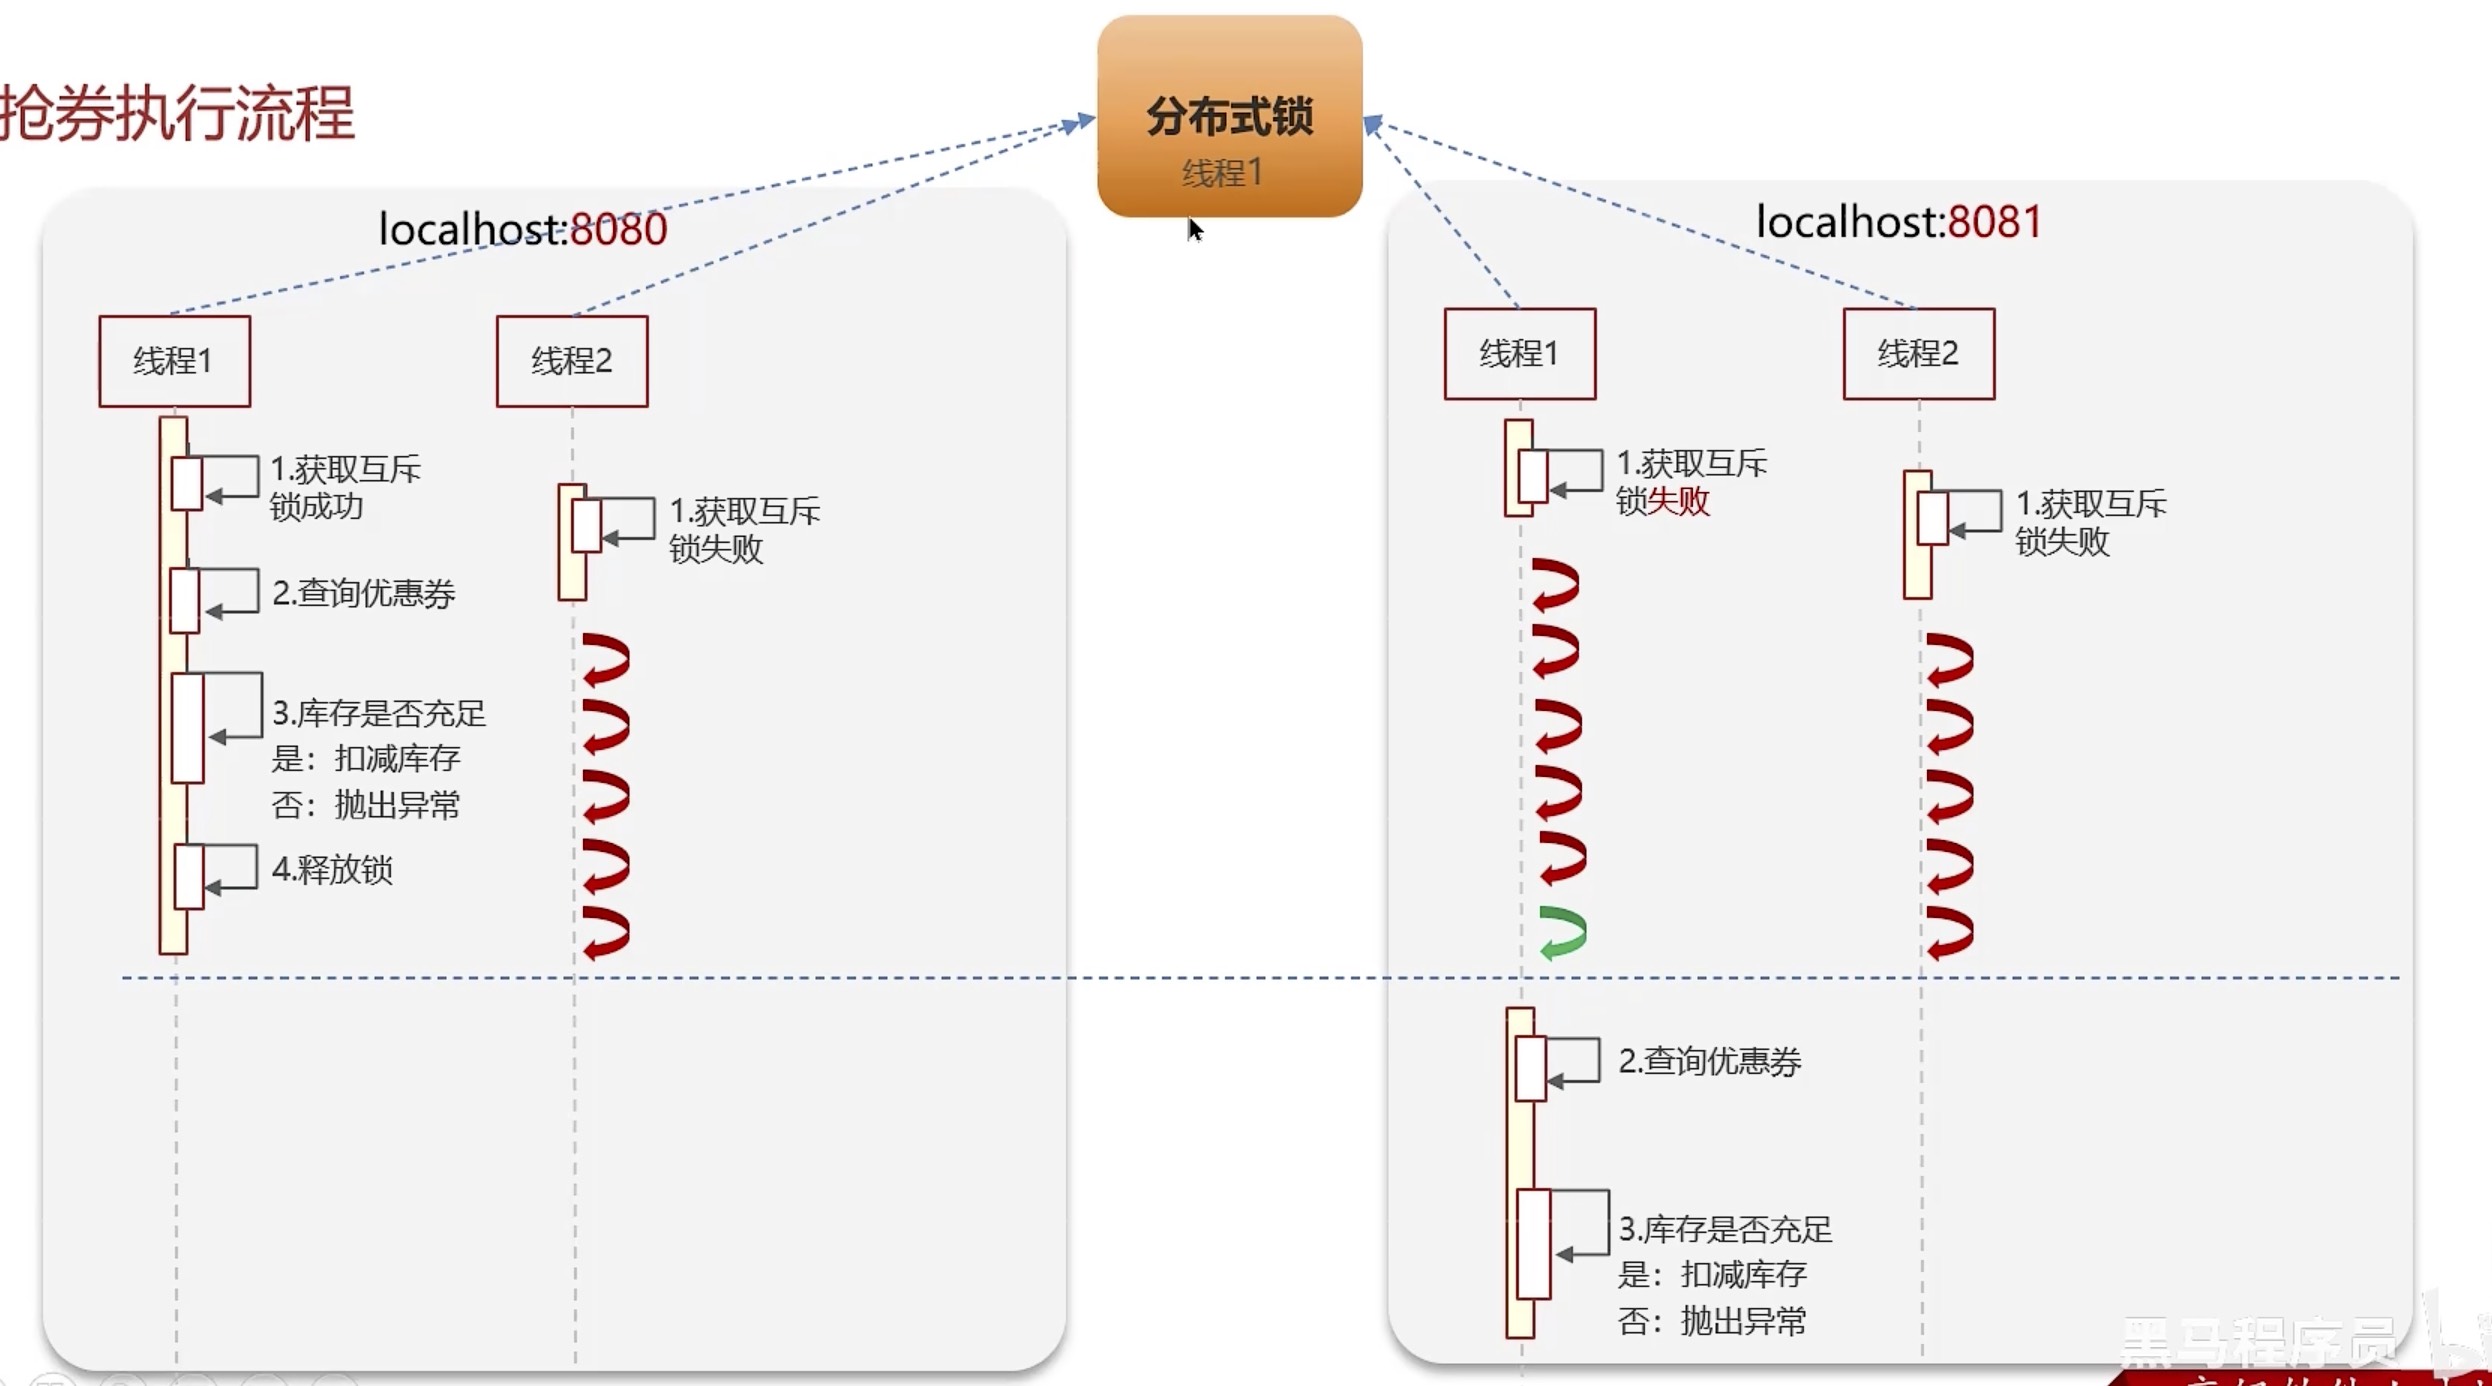 抢券执行流程
分布式锁
线程1
localhost:8080
线程1
线程2
1.获取互斥
锁成功
2.查询优惠券
3.库存是否充足
是：扣减库存
否：抛出异常
4.释放锁
1.获取互斥
锁失败
localhost:8081
线程1
线程2
1.获取互斥
锁失败
1.获取互斥
锁失败
2.查询优惠券
3.库存是否充足
是：扣减库存
否：抛出异常
黑马程序员